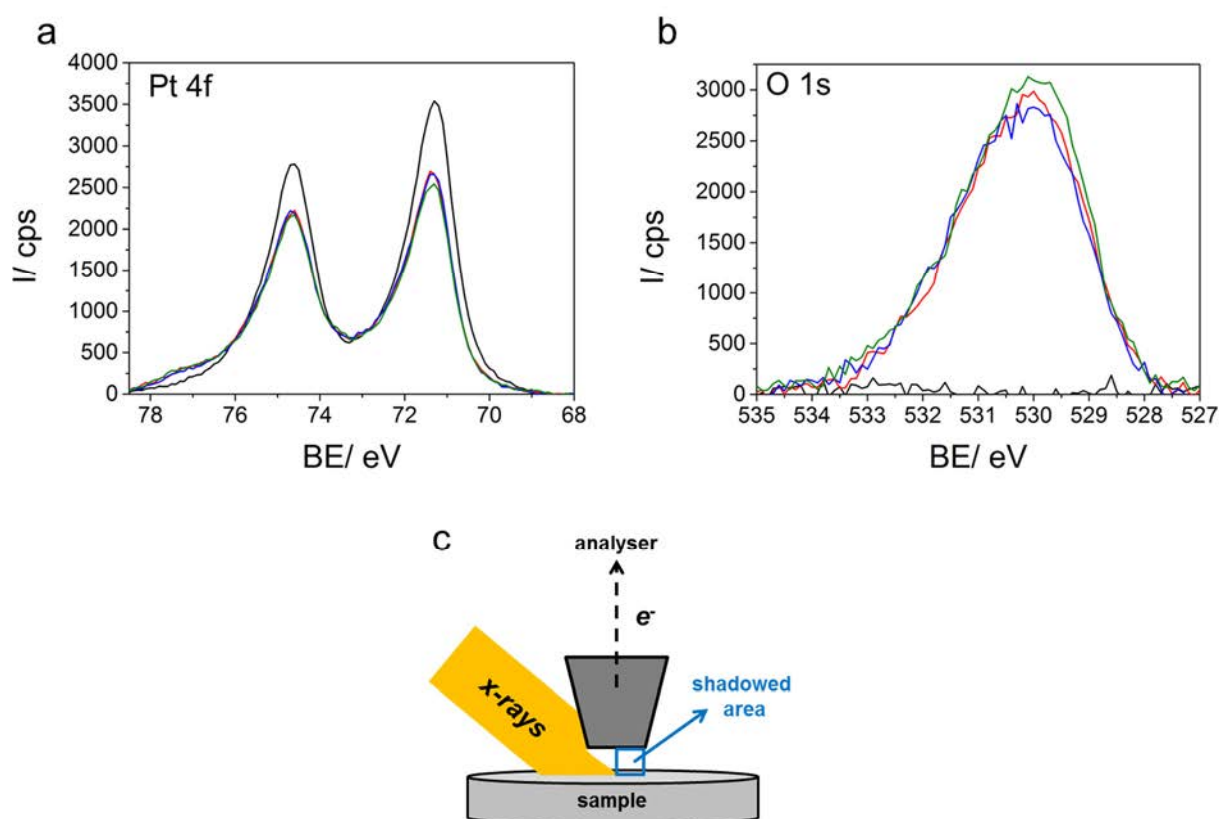 a
Pt 4f
4000
3500
3000
2500
2000
1500
1000
500
0
I/ cps
78 76 74 72 70 68
BE/ eV
b
O 1s
3000
2500
2000
1500
3000
500
0
I/ cps
535 534 533 532 531 530 529 528 527
BE/ eV
c
analyser
e-
x-rays
shadowed
area
sample